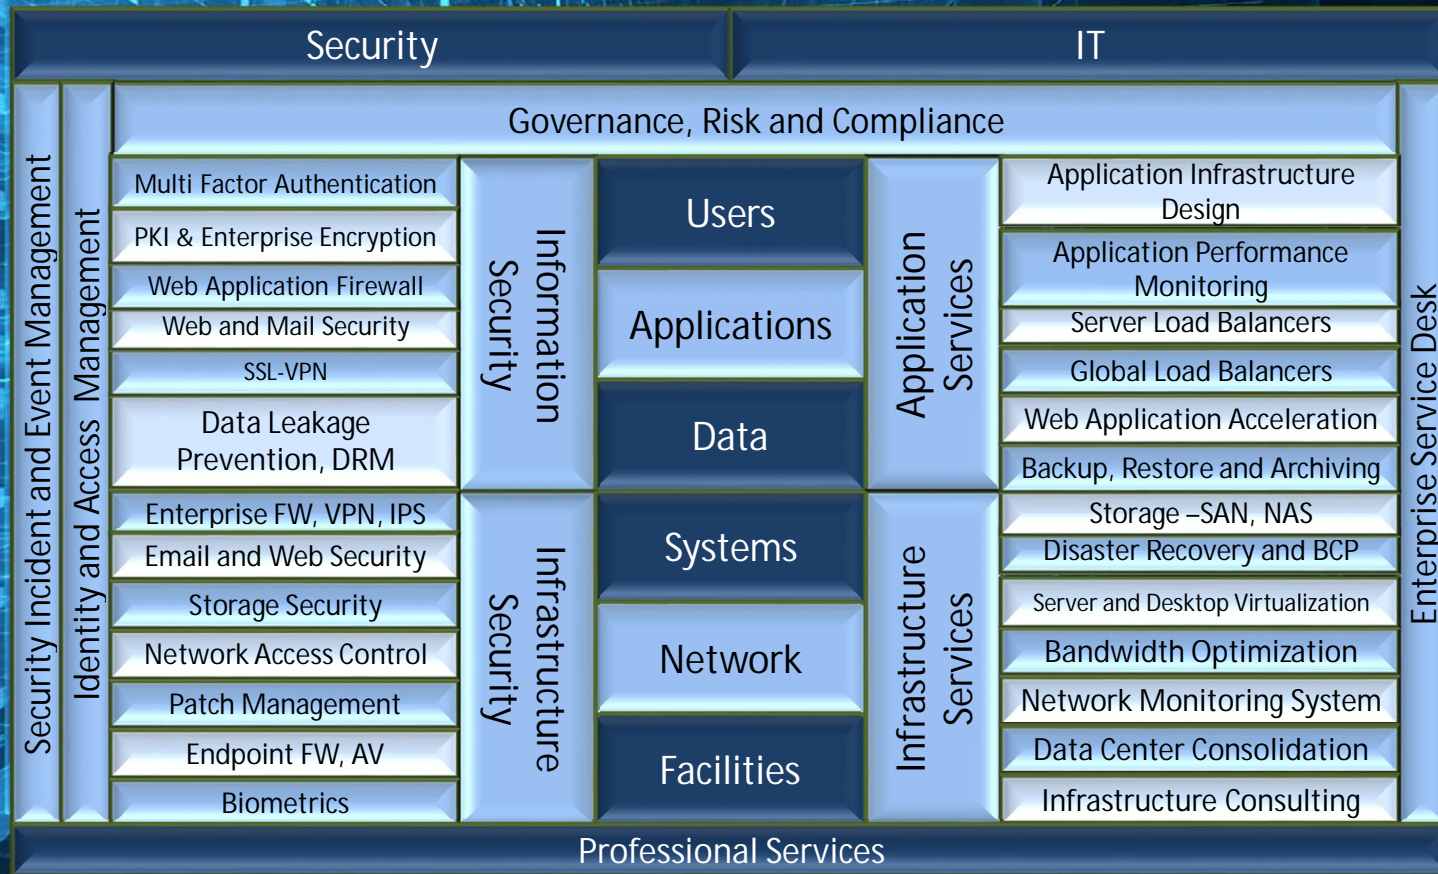 Security
IT
Governance, Risk and Compliance
Security Incident and Event Management
Identity and Access Management
Multi Factor Authentication
PKI & Enterprise Encryption
Web Application Firewall
Web and Mail Security
SSL-VPN
Data Leakage
Prevention, DRM
Enterprise FW, VPN, IPS
Email and Web Security
Storage Security
Network Access Control
Patch Management
Endpoint FW, AV
Biometrics
Information
Security
Infrastructure
Security
Users
Applications
Data
Systems
Network
Facilities
Application
Services
Infrastructure
Services
Application Infrastructure
Design
Application Performance
Monitoring
Server Load Balancers
Global Load Balancers
Web Application Acceleration
Backup, Restore and Archiving
Storage –SAN, NAS
Disaster Recovery and BCP
Server and Desktop Virtualization
Bandwidth Optimization
Network Monitoring System
Data Center Consolidation
Infrastructure Consulting
Enterprise Service Desk
Professional Services